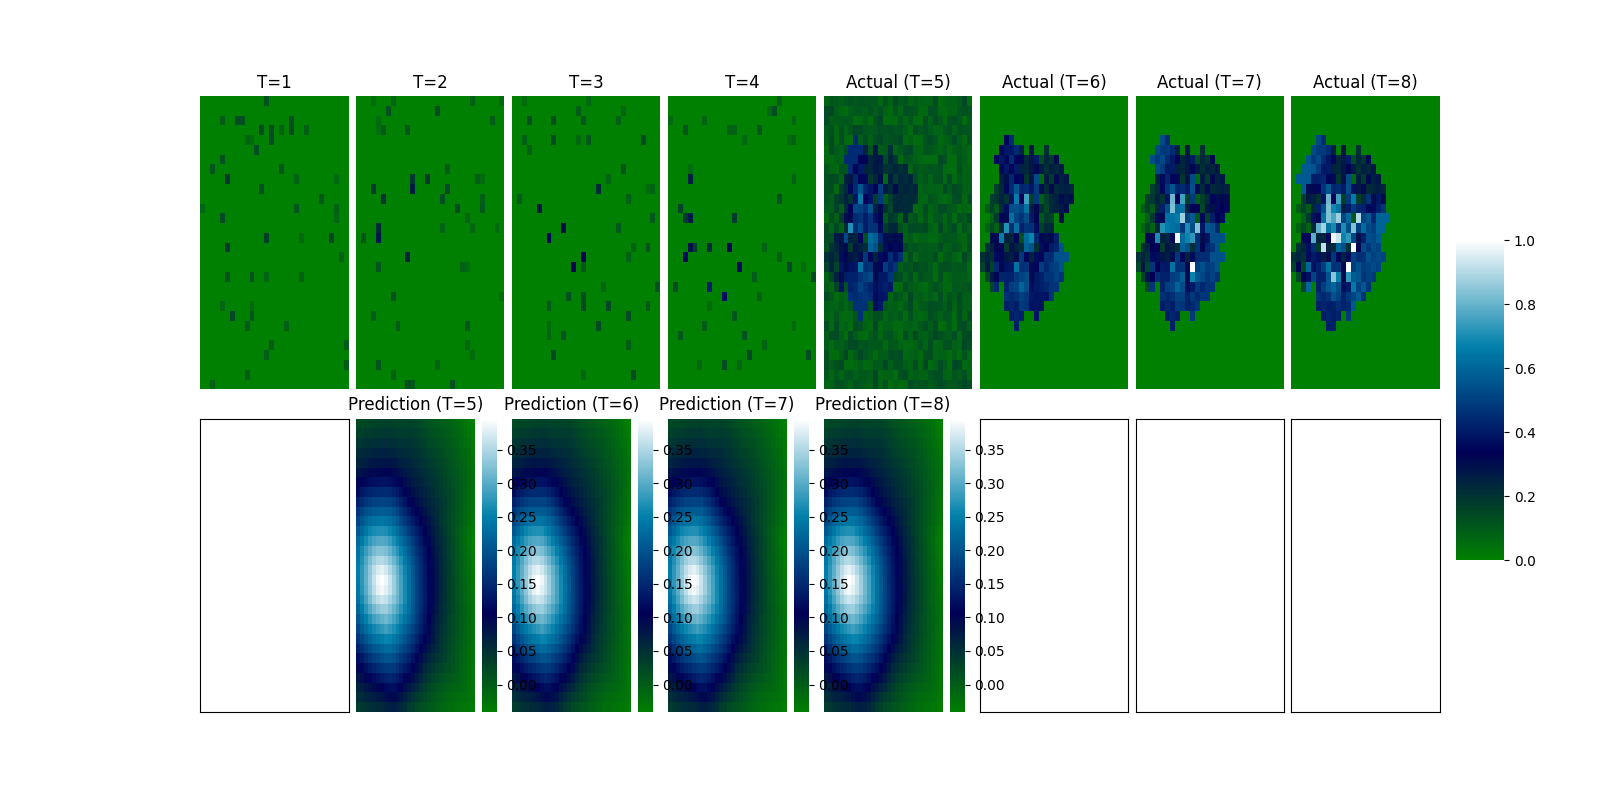 T=1 T=2 T=3 T=4 Actual (T=5) Actual (T=6) Actual (T=7) Actual (T=8)
1.0
0.8
0.6
0.4
0.2
0.0
Prediction (T=5) Prediction (T=6) Prediction (T=7) Prediction (T=8)
0.35 0.35 0.35 0.35
0.30 0.30 0.30 0.30
0.25 0.25 0.25 0.25
0.20 0.20 0.20 0.20
0.15 0.15 0.15 0.15
0.10 0.10 0.10 0.10
0.05 0.05 0.05 0.05
0.00 0.00 0.00 0.00